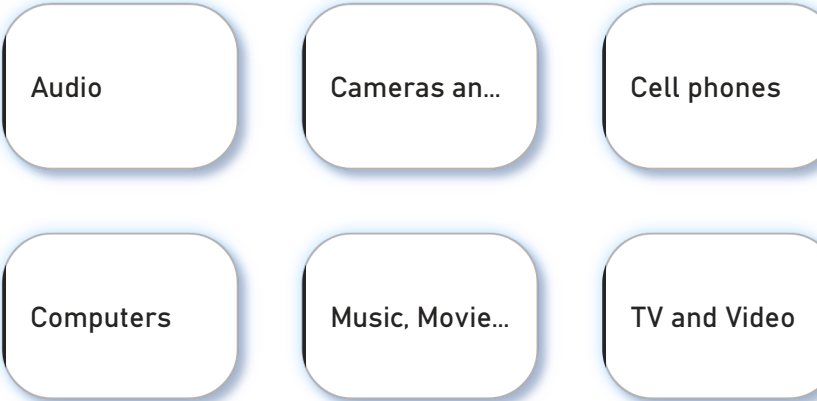 Audio
Cameras an...
Cell phones
Computers
Music, Movie...
TV and Video